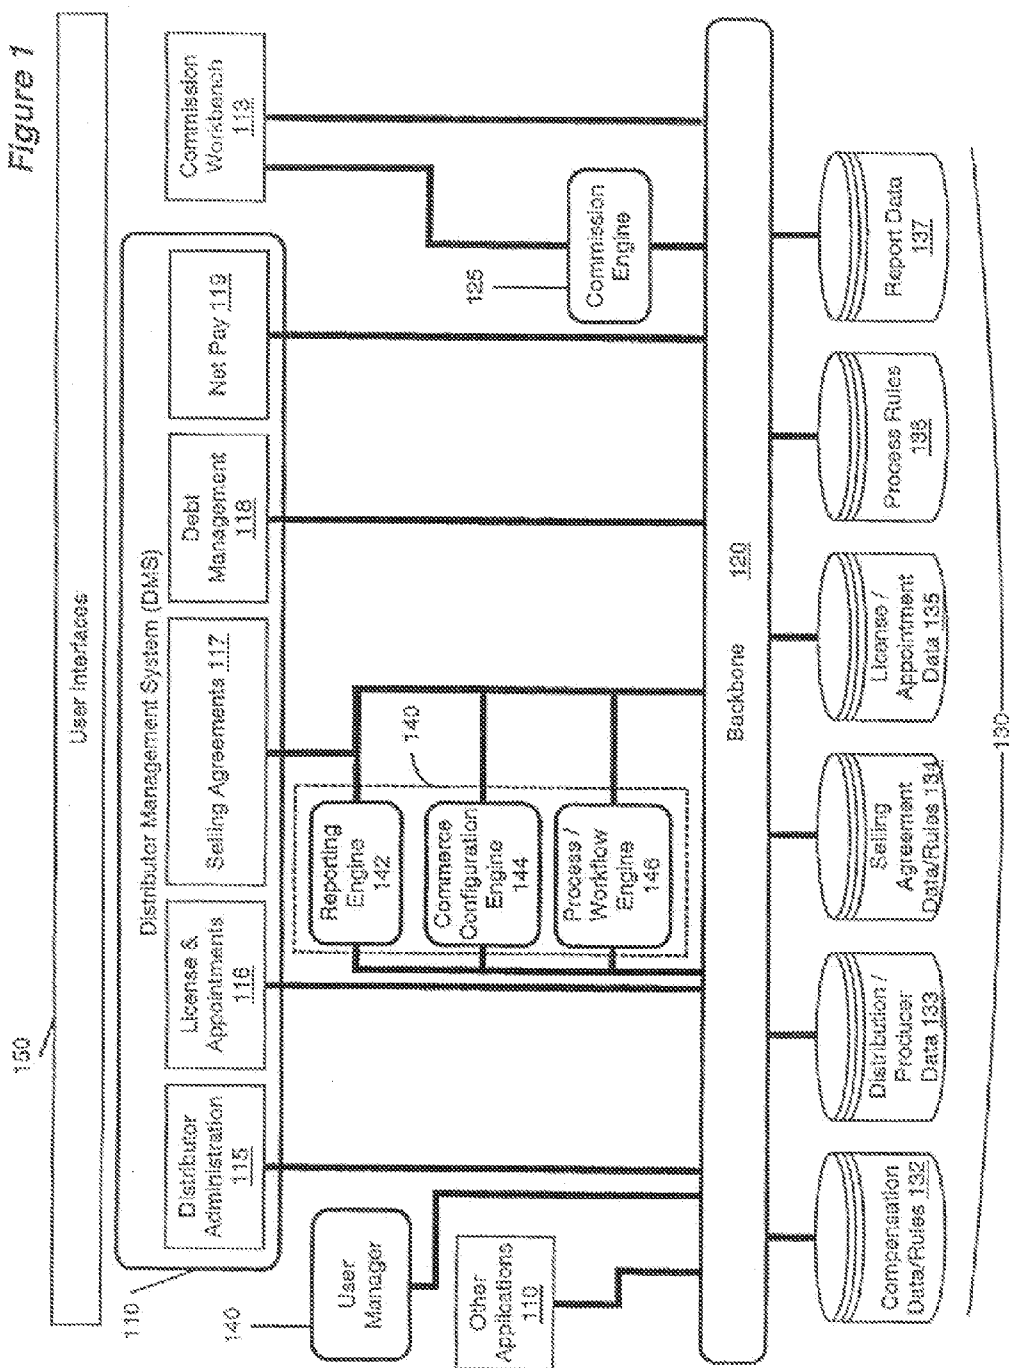 Figure 1
150
User Interfaces
110
Distributor Management System (DMS)
Distributor
Administration
115
License &
Appointments
116
Selling Agreements 117
Debt
Management
118
Net Pay 119
Commission
Workbench
113
140
User
Manager
Other
Applications
110
140
Reporting
Engine
142
Commerce
Configuration
Engine
144
Process /
Workflow
Engine
146
125
Commission
Engine
Backbone 120
Compensation
Data/Rules 132
Distribution /
Producer
Data 133
Selling
Agreement
Data/Rules 134
License /
Appointment
Data 135
Process Rules
136
Report Data
137
130